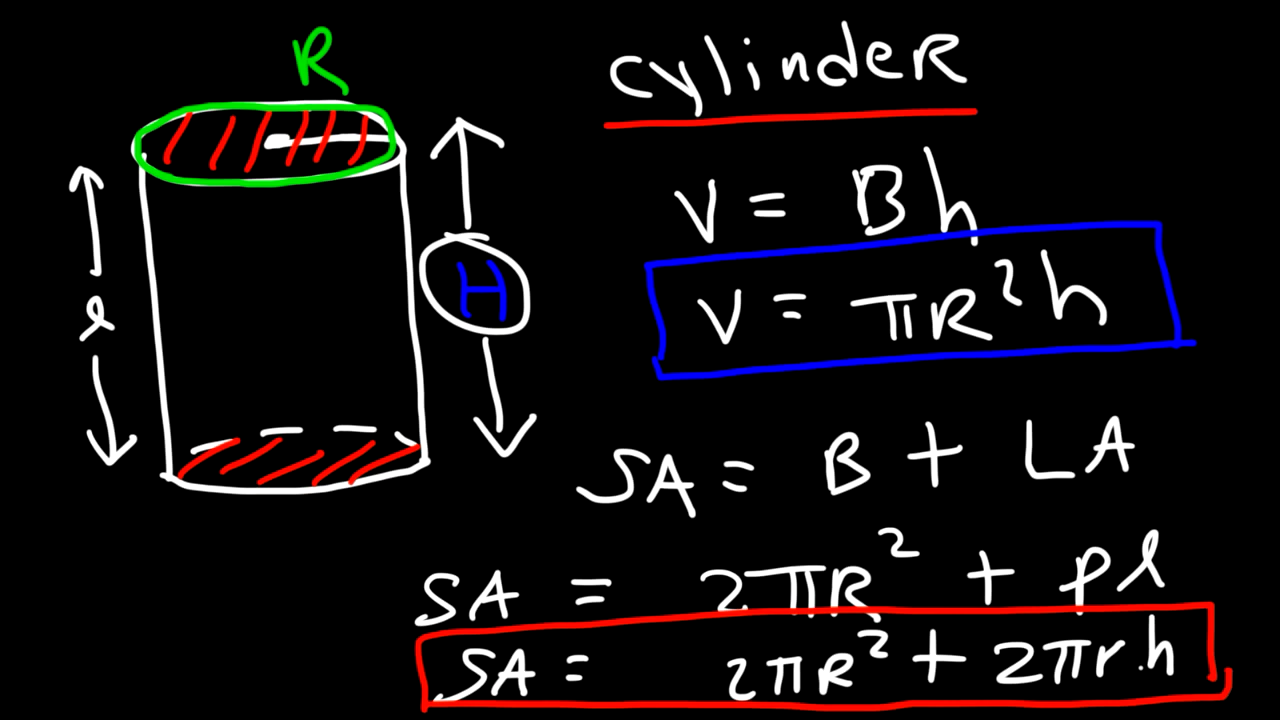 R
cylindeR
V = Bh
H
V = πR²h
l
SA = B + LA
SA = 2πR² + pl
SA = 2πR² + 2πr.h